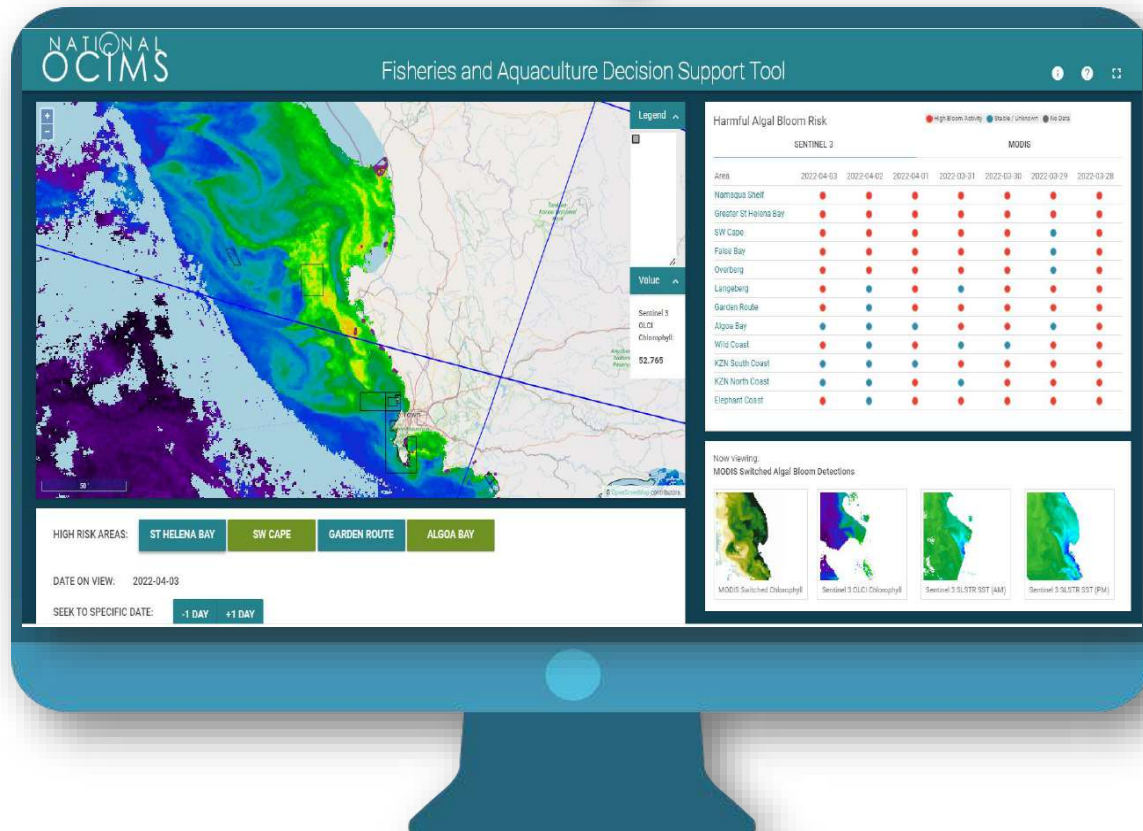 NATIONAL
OCIMS
Fisheries and Aquaculture Decision Support Tool
+
-
Legend
Value
Sentinel 3
OLCI
Chlorophyll
52.765
Town
50
© OpenStreetMap contributors
Harmful Algal Bloom Risk
High Bloom Activity Stable / Unknown No Data
SENTINEL 3 MODIS
Area 2022-04-03 2022-04-02 2022-04-01 2022-03-31 2022-03-30 2022-03-29 2022-03-28
Namaqua Shelf
Greater St Helena Bay
SW Cape
False Bay
Overberg
Langeberg
Garden Route
Algoa Bay
Wild Coast
KZN South Coast
KZN North Coast
Elephant Coast
Now Viewing:
MODIS Switched Algal Bloom Detections
MODIS Switched Chlorophyll
Sentinel 3 OLCI Chlorophyll
Sentinel 3 SLSTR SST (AM)
Sentinel 3 SLSTR SST (PM)
HIGH RISK AREAS: ST HELENA BAY SW CAPE GARDEN ROUTE ALGOA BAY
DATE ON VIEW: 2022-04-03
SEEK TO SPECIFIC DATE: -1 DAY +1 DAY